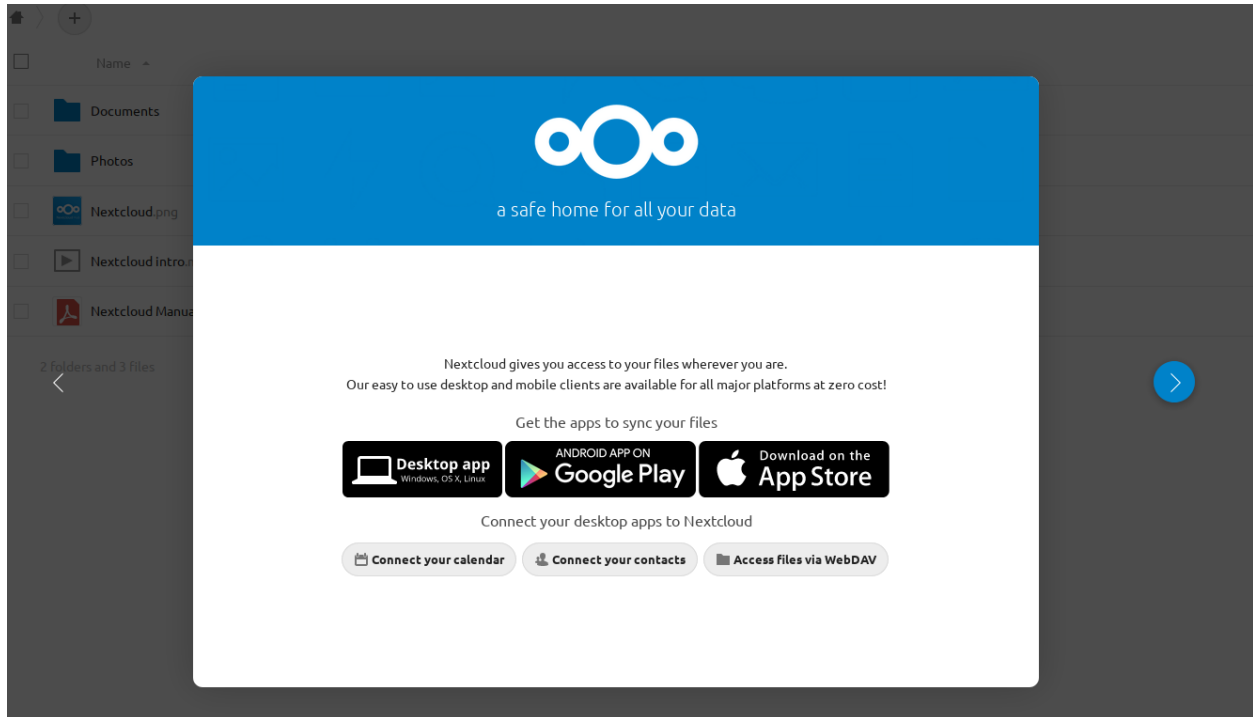 Name
Documents
Photos
Nextcloud.png
Nextcloud intro.m
Nextcloud Manua
2 folders and 3 files
a safe home for all your data
Nextcloud gives you access to your files wherever you are.
Our easy to use desktop and mobile clients are available for all major platforms at zero cost!
Get the apps to sync your files
Desktop app
Windows, OS X, Linux
ANDROID APP ON
Google Play
Download on the
App Store
Connect your desktop apps to Nextcloud
Connect your calendar
Connect your contacts
Access files via WebDAV